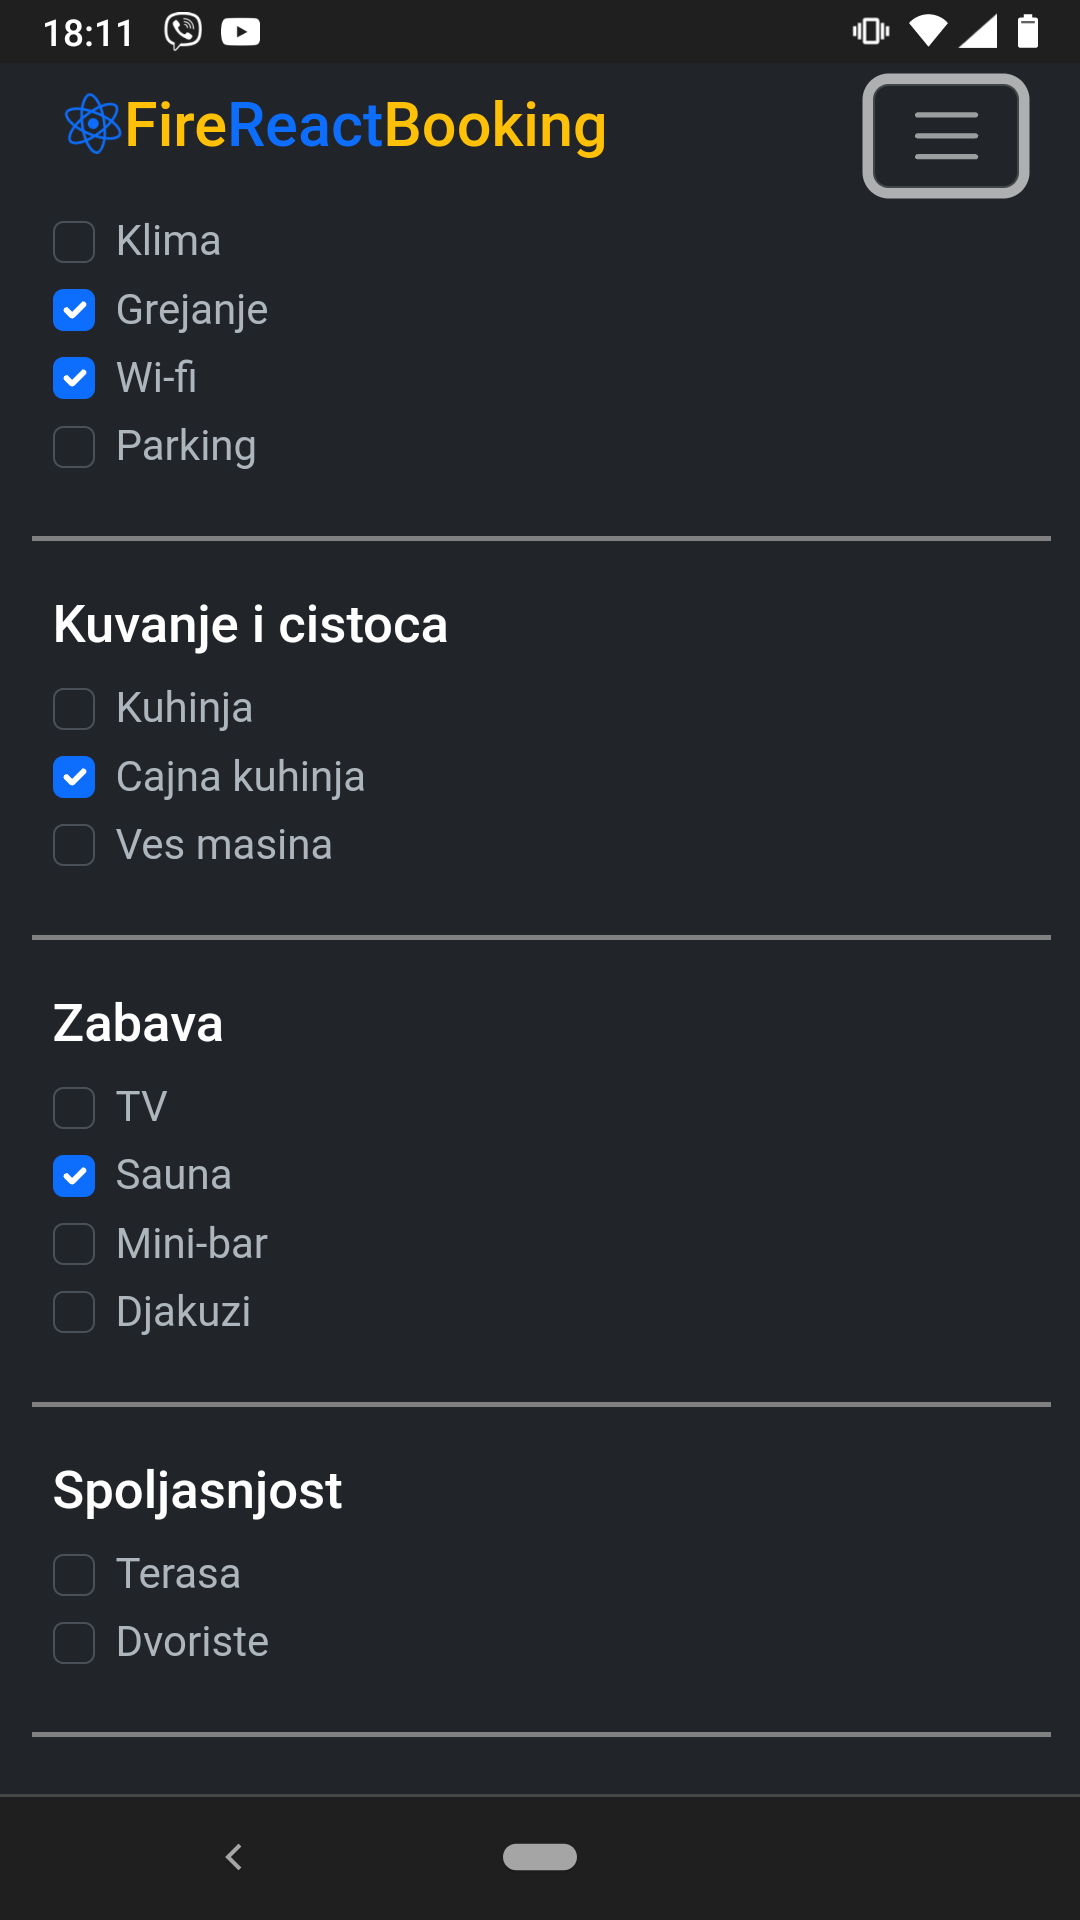 18:11
FireReactBooking
Klima
Grejanje
Wi-fi
Parking
Kuvanje i cistoca
Kuhinja
Cajna kuhinja
Ves masina
Zabava
TV
Sauna
Mini-bar
Djakuzi
Spoljasnjost
Terasa
Dvoriste